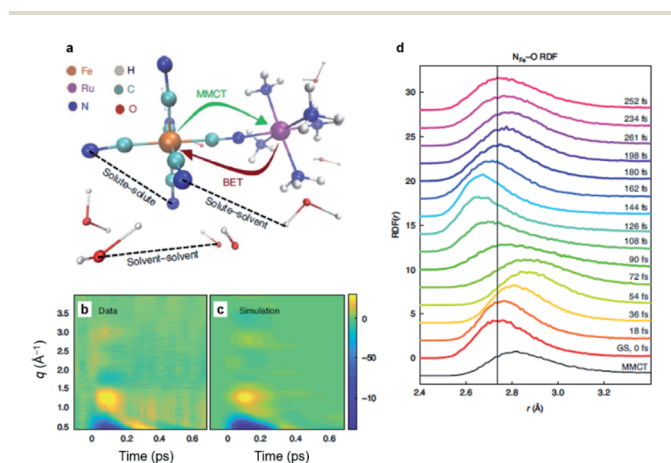 a
Fe
H
Ru
C
N
O
MMCT
BET
Solute–solute
Solute–solvent
Solvent–solvent
b
Data
c
Simulation
q (Å⁻¹)
3.5
3.0
2.5
2.0
1.5
1.0
0.5
0
0.2
0.4
0.6
0
0.2
0.4
0.6
Time (ps)
Time (ps)
0
−50
−10
d
N_Fe–O RDF
RDF(r)
30
25
20
15
10
5
0
252 fs
234 fs
261 fs
198 fs
180 fs
162 fs
144 fs
126 fs
108 fs
90 fs
72 fs
54 fs
36 fs
18 fs
GS, 0 fs
MMCT
2.4
2.6
2.8
3.0
3.2
r (Å)